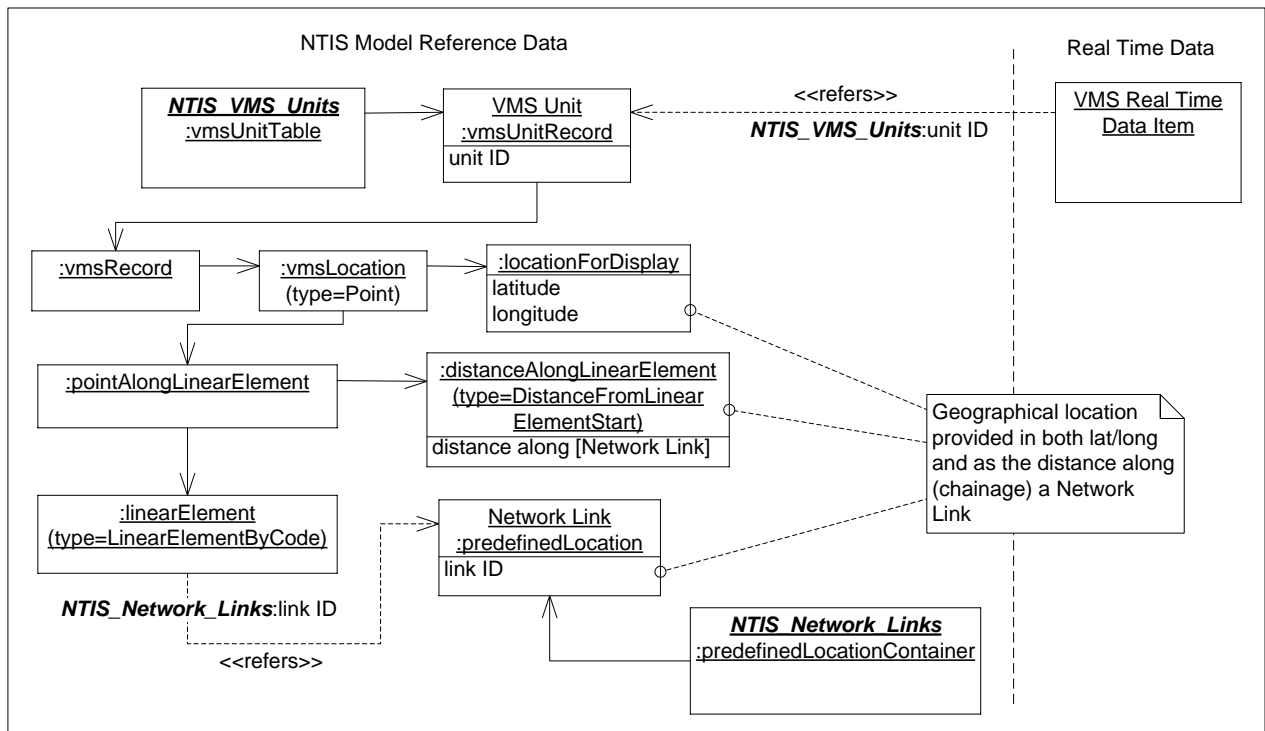 NTIS Model Reference Data
Real Time Data
NTIS_VMS_Units
:vmsUnitTable
VMS Unit
:vmsUnitRecord
unit ID
<<refers>>
NTIS_VMS_Units:unit ID
VMS Real Time
Data Item
:vmsRecord
:vmsLocation
(type=Point)
:locationForDisplay
latitude
longitude
:pointAlongLinearElement
:distanceAlongLinearElement
(type=DistanceFromLinear
ElementStart)
distance along [Network Link]
Geographical location
provided in both lat/long
and as the distance along
(chainage) a Network
Link
:linearElement
(type=LinearElementByCode)
Network Link
:predefinedLocation
link ID
NTIS_Network_Links:link ID
<<refers>>
NTIS_Network_Links
:predefinedLocationContainer